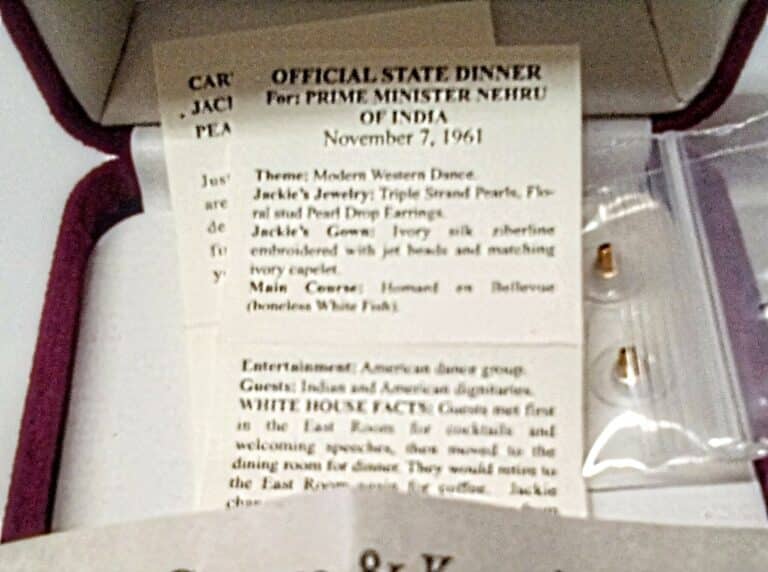 CAR
JACI
PEA
Jus
are
de
fo
y
OFFICIAL STATE DINNER
For: PRIME MINISTER NEHRU
OF INDIA
November 7, 1961
Theme: Modern Western Dance.
Jackie's Jewelry: Triple Strand Pearls, Flo-
ral stud Pearl Drop Earrings.
Jackie's Gown: Ivory silk ziberline
embroidered with jet beads and matching
ivory capelet.
Main Course: Homard en Bellevue
(boneless White Fish).
Entertainment: American dance group.
Guests: Indian and American dignitaries.
WHITE HOUSE FACTS: Guests met first
in the East Room for cocktails and
welcoming speeches, then moved to the
dining room for dinner. They would retire to
the East Room again for coffee. Jackie
& K